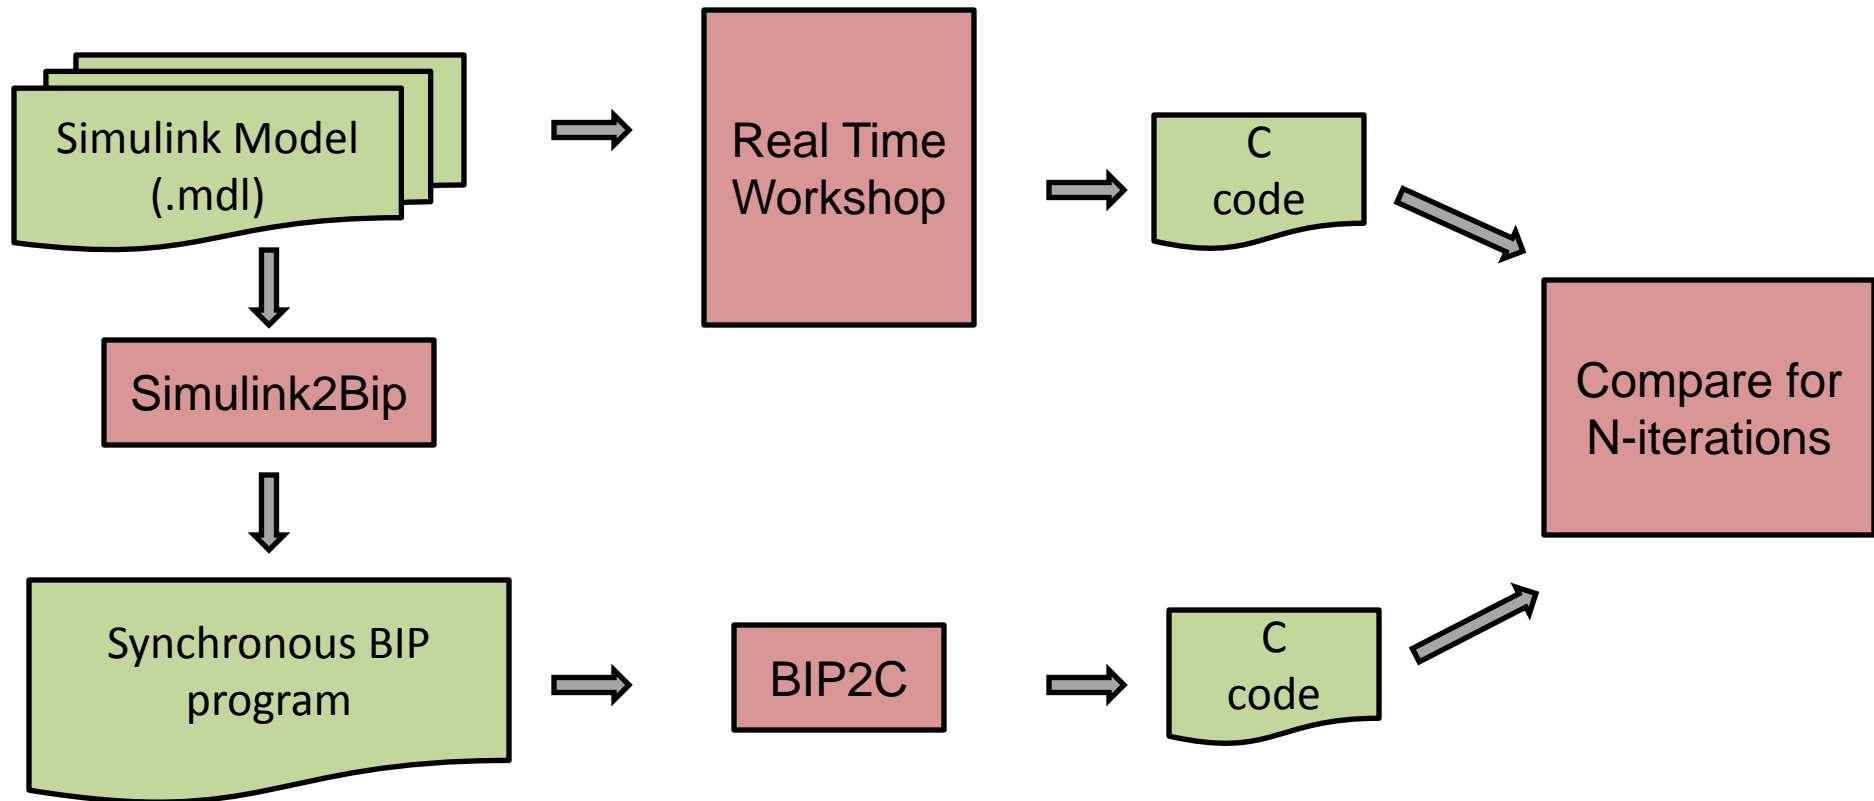 Simulink Model
(.mdl)
Real Time
Workshop
C
code
Simulink2Bip
Compare for
N-iterations
Synchronous BIP
program
BIP2C
C
code